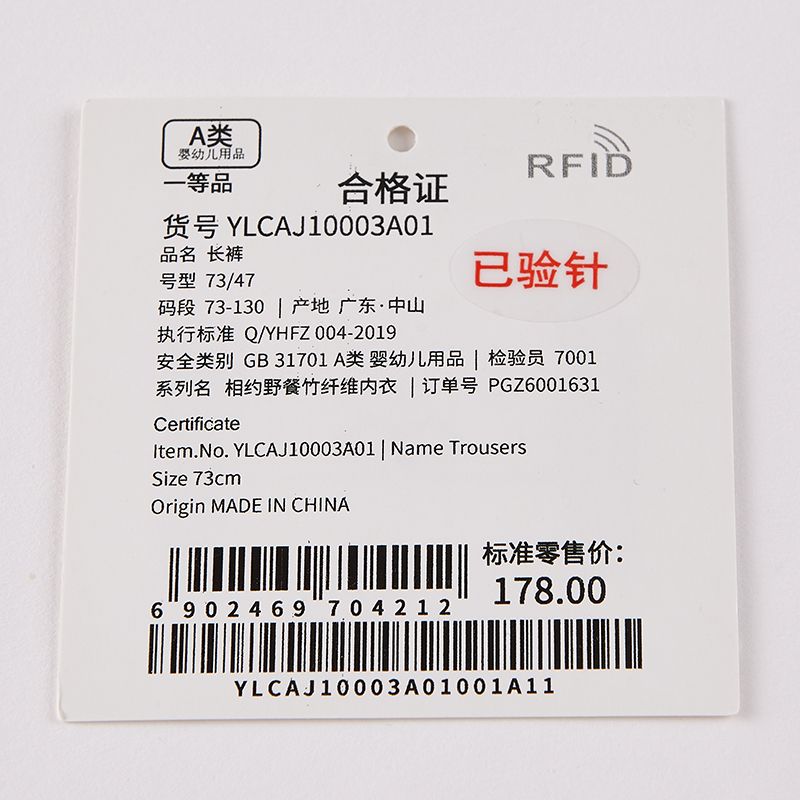 A类
婴幼儿用品
RFID
一等品
合格证
货号 YLCAJ10003A01
已验针
品名 长裤
号型 73/47
码段 73-130 | 产地 广东·中山
执行标准 Q/YHFZ 004-2019
安全类别 GB 31701 A类 婴幼儿用品 | 检验员 7001
系列名 相约野餐竹纤维内衣 | 订单号 PGZ6001631
Certificate
Item.No. YLCAJ10003A01 | Name Trousers
Size 73cm
Origin MADE IN CHINA
标准零售价:
178.00
6 902469 704212
YLCAJ10003A01001A11